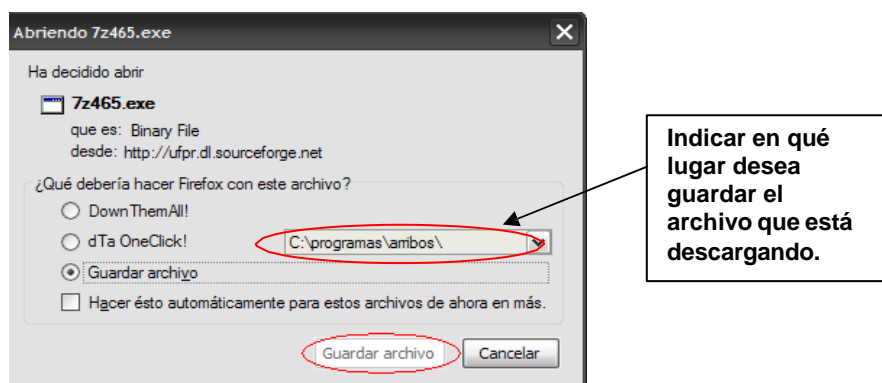 Abriendo 7z465.exe
Ha decidido abrir
7z465.exe
que es: Binary File
desde: http://ufpr.dl.sourceforge.net
¿Qué debería hacer Firefox con este archivo?
DownThemAll!
dTa OneClick! C:\programas\arribos\
Guardar archivo
Hacer ésto automáticamente para estos archivos de ahora en más.
Guardar archivo Cancelar
Indicar en qué
lugar desea
guardar el
archivo que está
descargando.